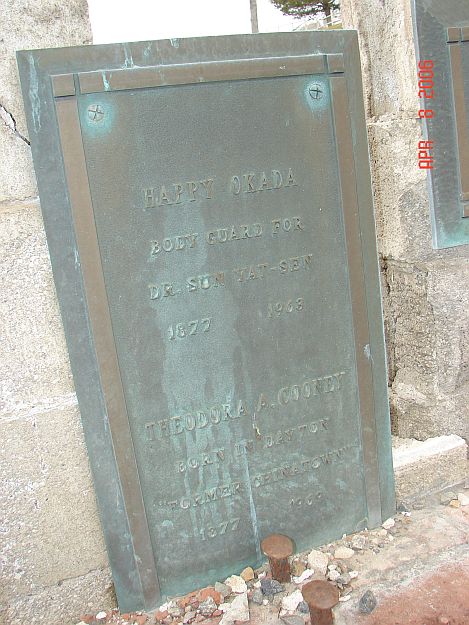 HAPPY OKADA
BODY GUARD FOR
DR. SUN YAT-SEN
1877 1963
THEODORA A. COONEY
BORN IN DAYTON
"FORMER CHINATOWN"
1877 1969
APR 8 2006